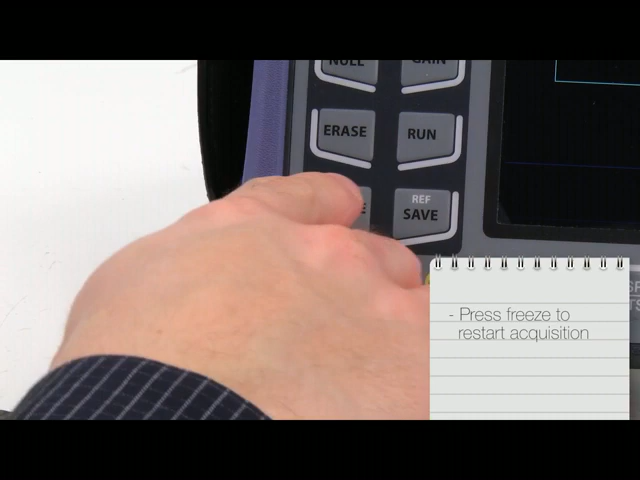 NULL
GAIN
ERASE
RUN
REF
SAVE
- Press freeze to
restart acquisition